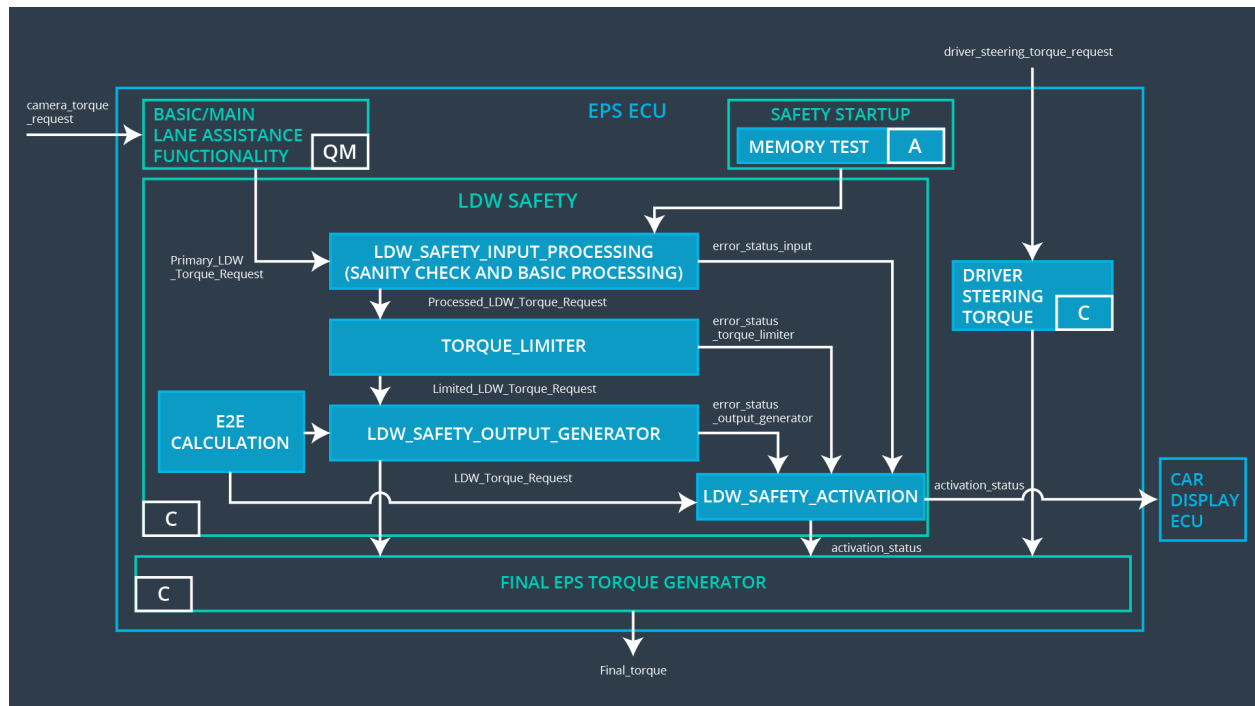 driver_steering_torque_request
camera_torque
_request
EPS ECU
BASIC/MAIN
LANE ASSISTANCE
FUNCTIONALITY
QM
SAFETY STARTUP
MEMORY TEST
A
LDW SAFETY
Primary_LDW
_Torque_Request
LDW_SAFETY_INPUT_PROCESSING
(SANITY CHECK AND BASIC PROCESSING)
error_status_input
DRIVER
STEERING
TORQUE
C
Processed_LDW_Torque_Request
TORQUE_LIMITER
error_status
_torque_limiter
Limited_LDW_Torque_Request
E2E
CALCULATION
LDW_SAFETY_OUTPUT_GENERATOR
error_status
_output_generator
LDW_Torque_Request
LDW_SAFETY_ACTIVATION
activation_status
CAR
DISPLAY
ECU
C
activation_status
FINAL EPS TORQUE GENERATOR
C
Final_torque